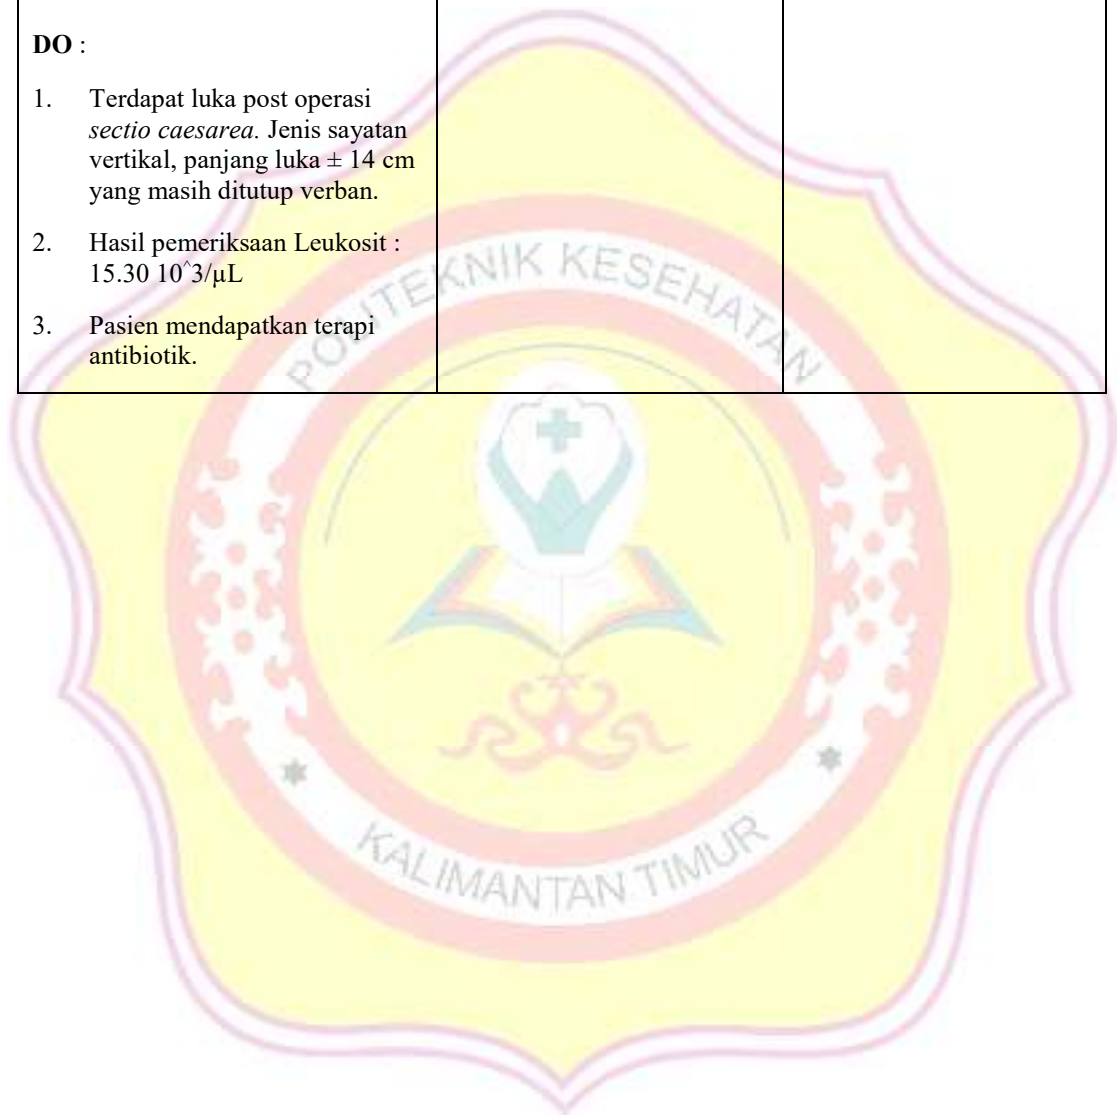 DO :
1. Terdapat luka post operasi
sectio caesarea. Jenis sayatan
vertikal, panjang luka ± 14 cm
yang masih ditutup verban.
2. Hasil pemeriksaan Leukosit :
15.30 10^3/µL
3. Pasien mendapatkan terapi
antibiotik.
POLITEKNIK KESEHATAN
KALIMANTAN TIMUR